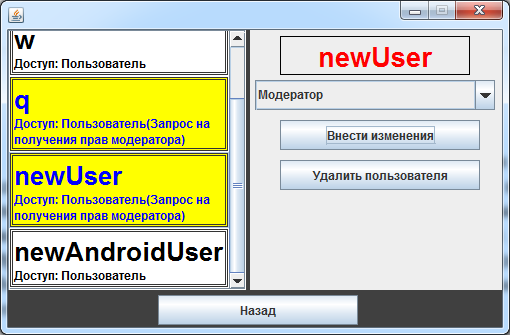 w
Доступ: Пользователь
q
Доступ: Пользователь(Запрос на
получения прав модератора)
newUser
Доступ: Пользователь(Запрос на
получения прав модератора)
newAndroidUser
Доступ: Пользователь
newUser
Модератор
Внести изменения
Удалить пользователя
Назад